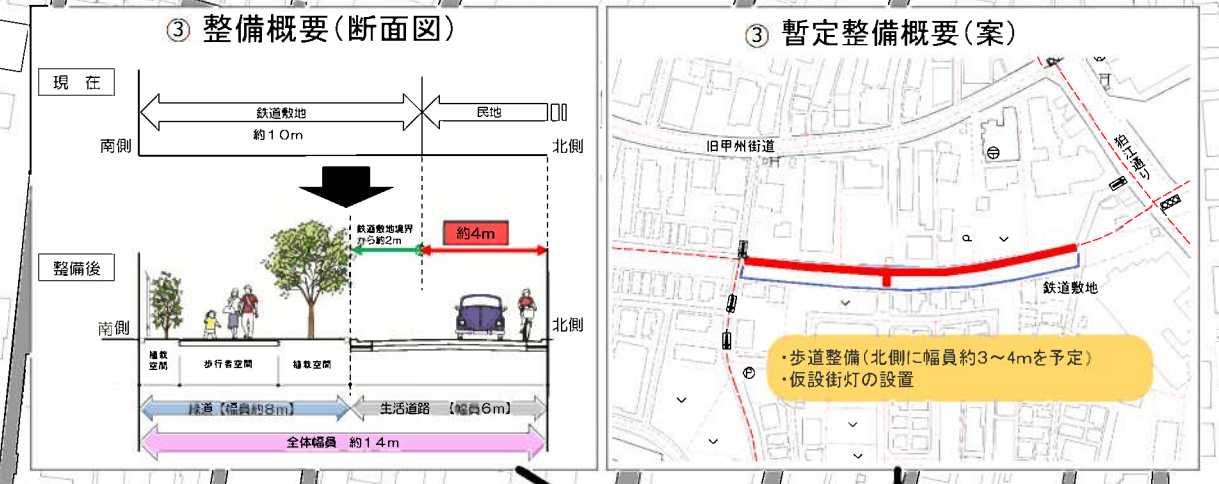 ③ 整備概要(断面図)
現 在
鉄道敷地
民地
約10m
南側
北側
鉄道敷地境界
から約2m
約4m
整備後
南側
北側
植栽
空間
歩行者空間
植栽空間
緑道【幅員約8m】
生活道路 【幅員6m】
全体幅員 約14m
③ 暫定整備概要(案)
旧甲州街道
狛江通り
鉄道敷地
・歩道整備(北側に幅員約3~4mを予定)
・仮設街灯の設置